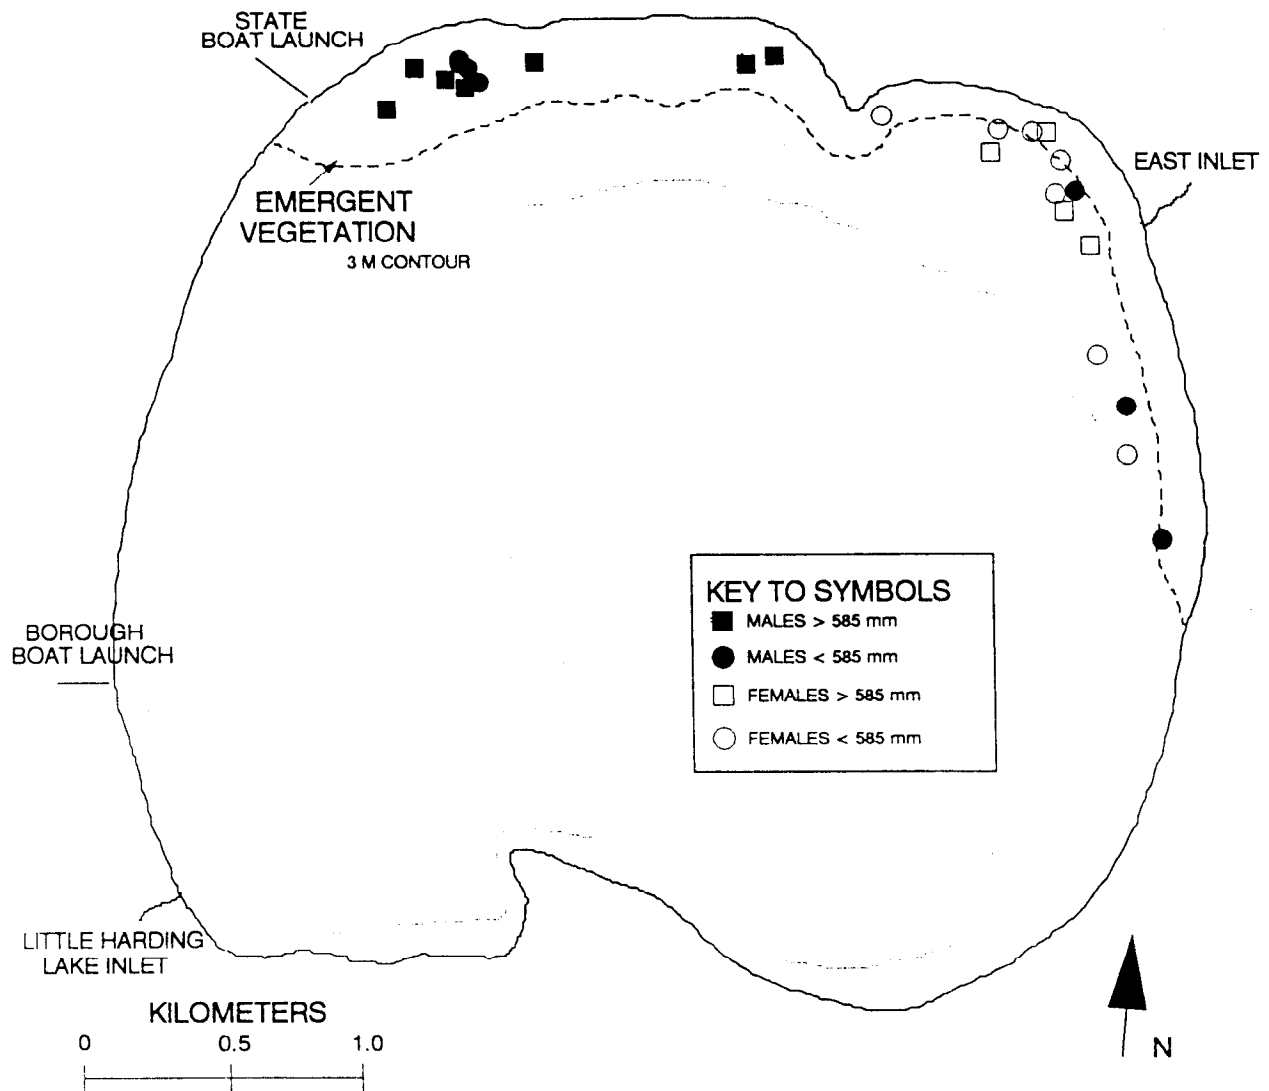 STATE
BOAT LAUNCH
EAST INLET
EMERGENT
VEGETATION
3 M CONTOUR
KEY TO SYMBOLS
MALES > 585 mm
MALES < 585 mm
FEMALES > 585 mm
FEMALES < 585 mm
BOROUGH
BOAT LAUNCH
LITTLE HARDING
LAKE INLET
KILOMETERS
0 0.5 1.0
N